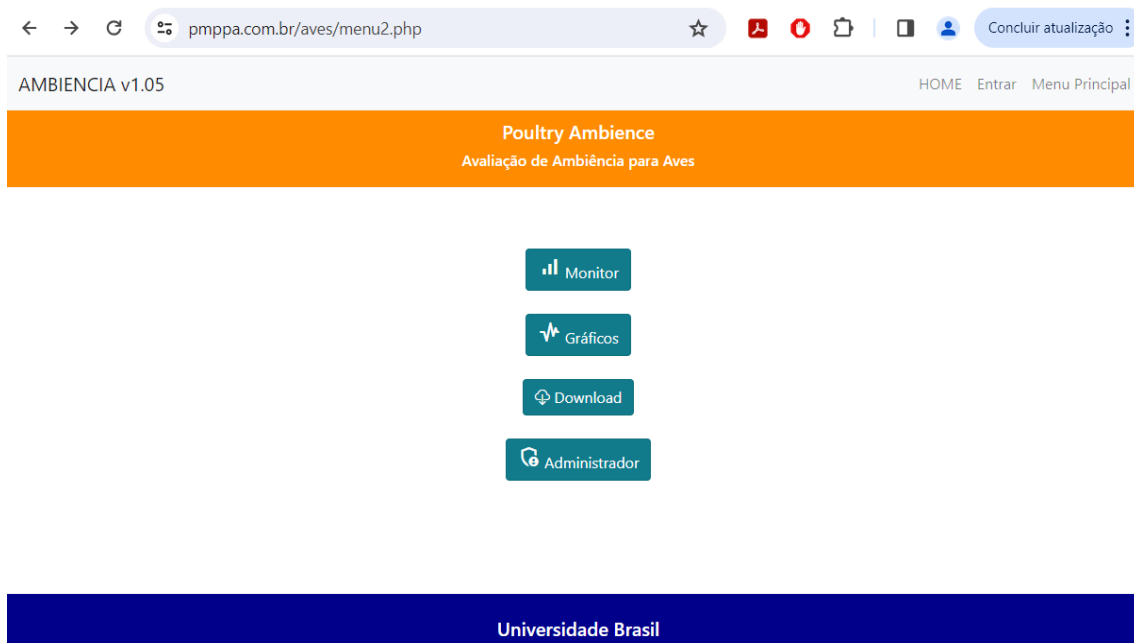 pmppa.com.br/aves/menu2.php
Concluir atualização
AMBIENCIA v1.05
HOME Entrar Menu Principal
Poultry Ambience
Avaliação de Ambiência para Aves
Monitor
Gráficos
Download
Administrador
Universidade Brasil